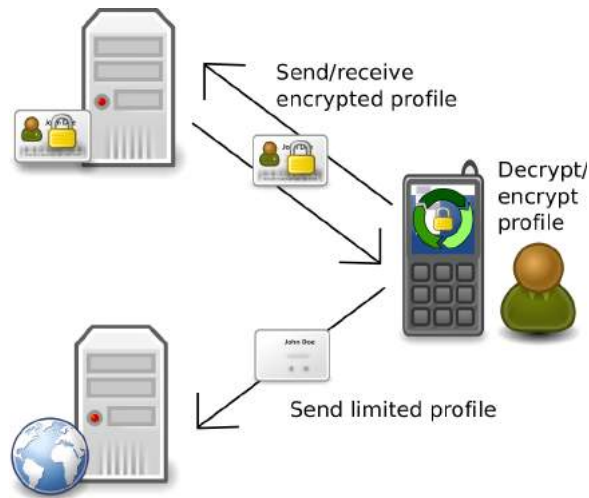 Send/receive
encrypted profile
Decrypt/
encrypt
profile
John Doe
Send limited profile